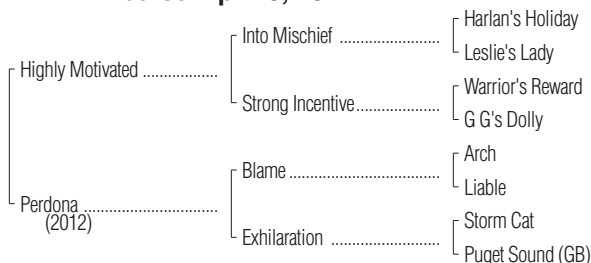 Harlan's Holiday
Into Mischief ......................
Leslie's Lady
Highly Motivated ................
Warrior's Reward
Strong Incentive..................
G G's Dolly
Arch
Blame ..................................
Liable
Perdona ..............................
(2012)
Storm Cat
Exhilaration ........................
Puget Sound (GB)